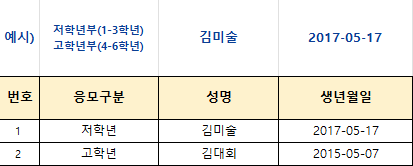 예시) 저학년부(1-3학년) 고학년부(4-6학년) 김미술 2017-05-17
번호 응모구분 성명 생년월일
1 저학년 김미술 2017-05-17
2 고학년 김대회 2015-05-07